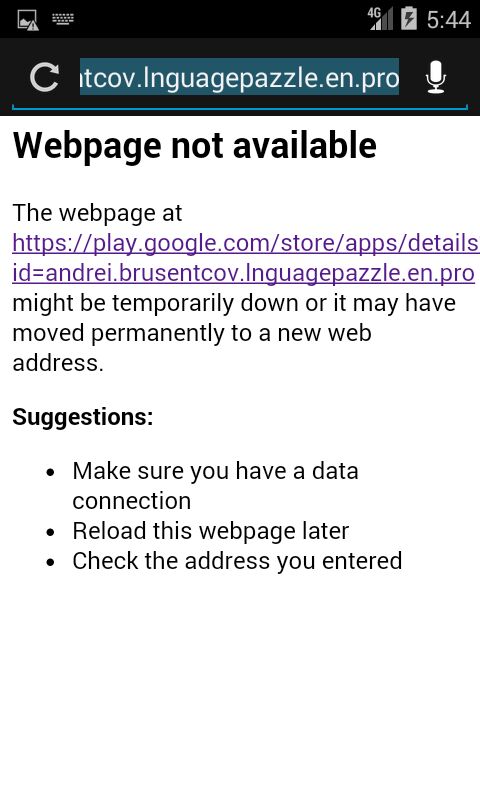 4G 5:44
ntcov.lnguagepazzle.en.pro
Webpage not available
The webpage at
https://play.google.com/store/apps/details
id=andrei.brusentcov.lnguagepazzle.en.pro
might be temporarily down or it may have
moved permanently to a new web
address.
Suggestions:
• Make sure you have a data
connection
• Reload this webpage later
• Check the address you entered